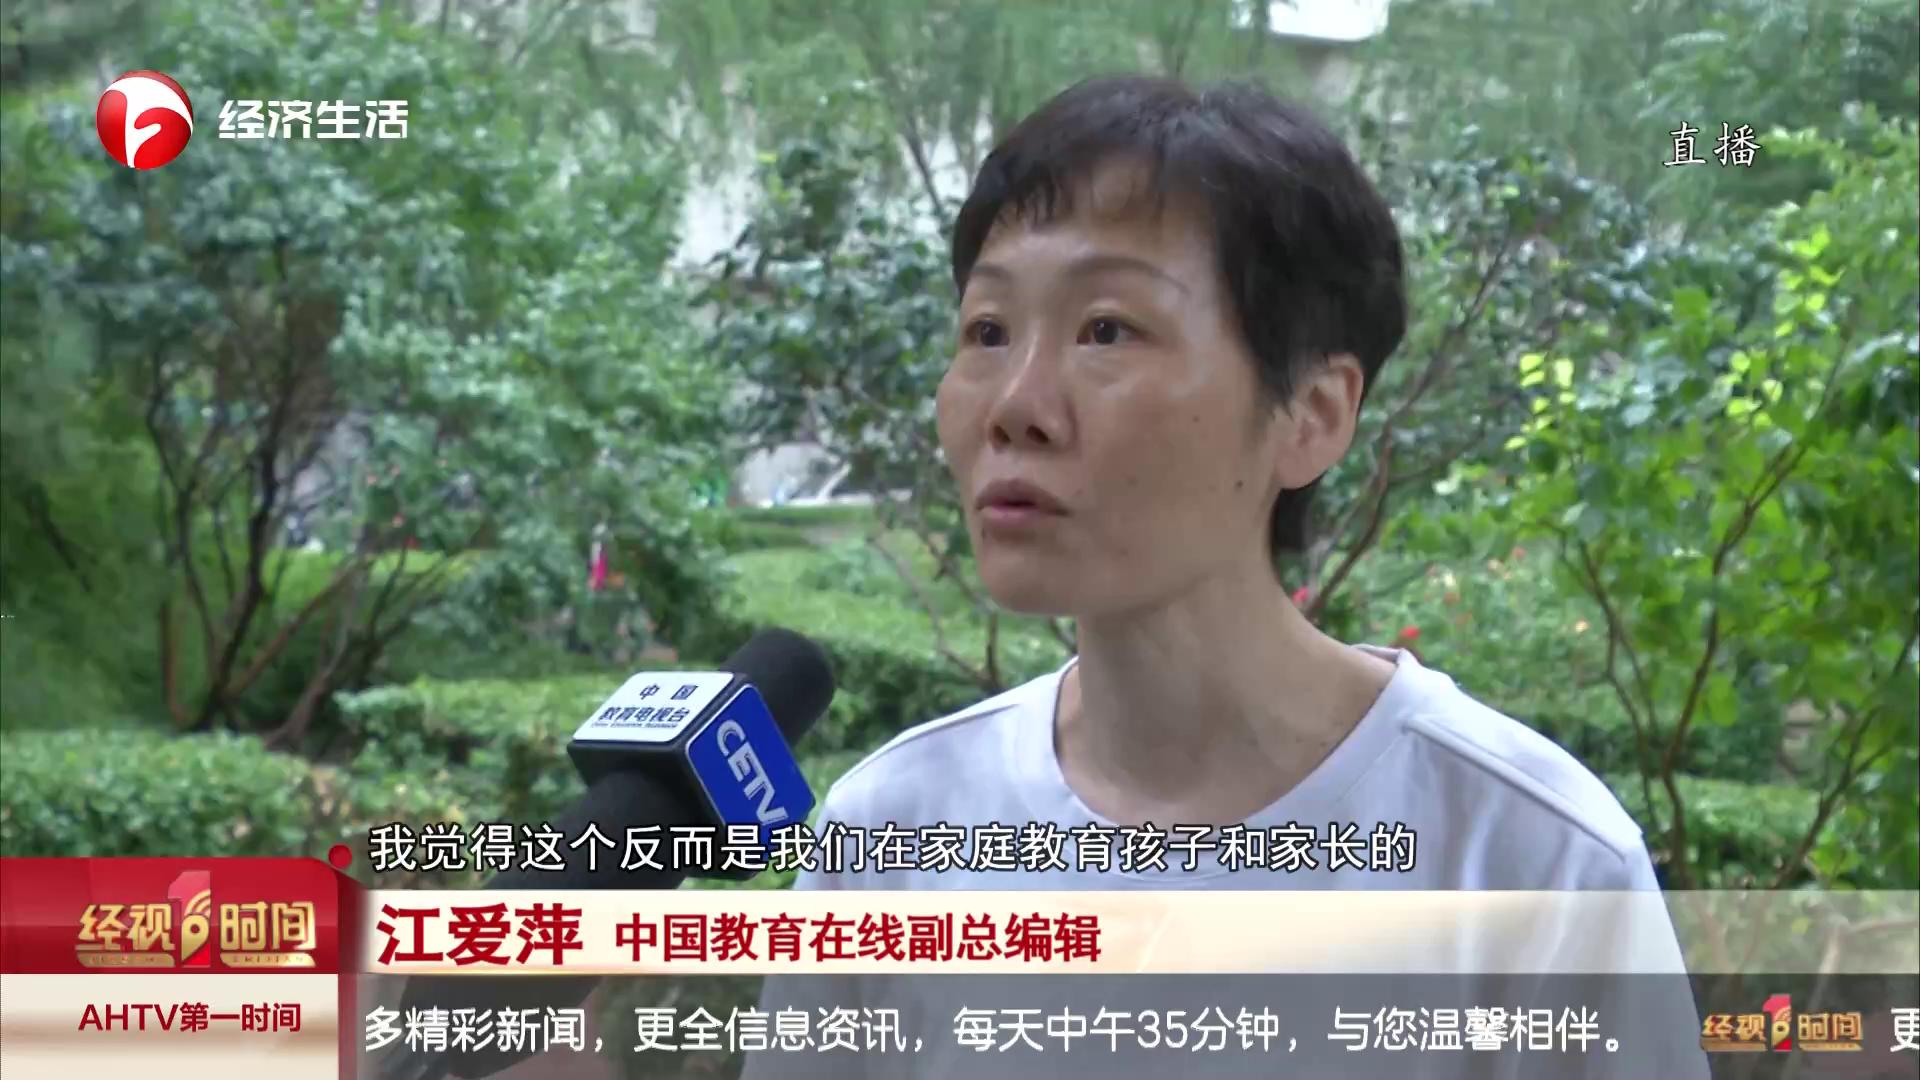 经济生活
直播
中国
教育电视台
CETV
我觉得这个反而是我们在家庭教育孩子和家长的
经视1时间
江爱萍 中国教育在线副总编辑
AHTV第一时间
多精彩新闻，更全信息资讯，每天中午35分钟，与您温馨相伴。 经视1时间 更